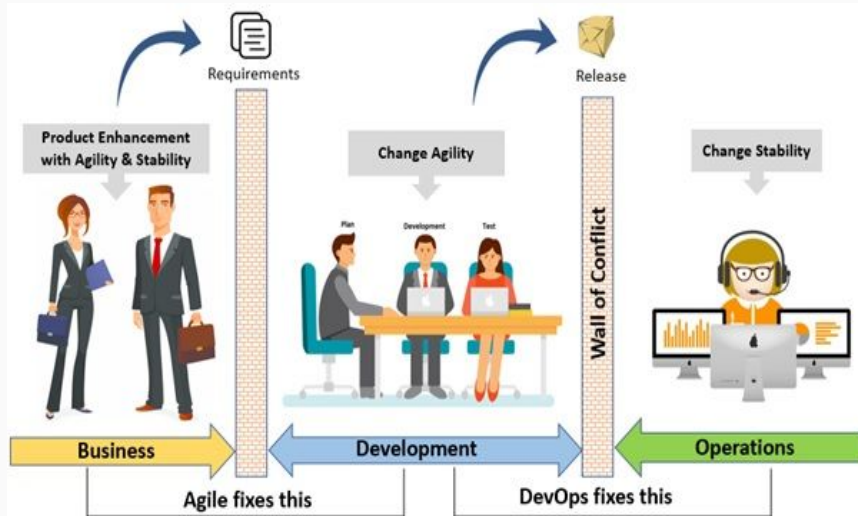 Requirements
Release
Product Enhancement
with Agility & Stability
Change Agility
Change Stability
Plan
Development
Test
Wall of Conflict
Business
Development
Operations
Agile fixes this
DevOps fixes this